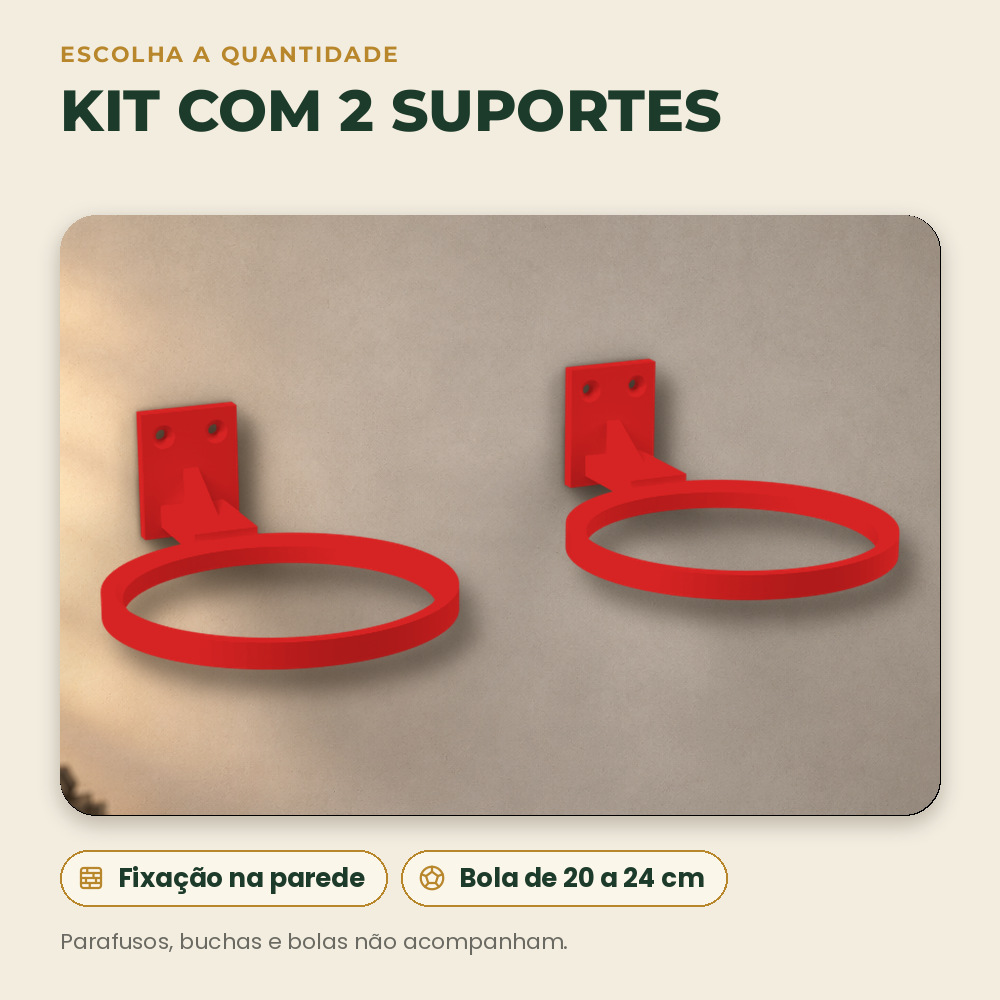 ESCOLHA A QUANTIDADE
KIT COM 2 SUPORTES
Fixação na parede
Bola de 20 a 24 cm
Parafusos, buchas e bolas não acompanham.